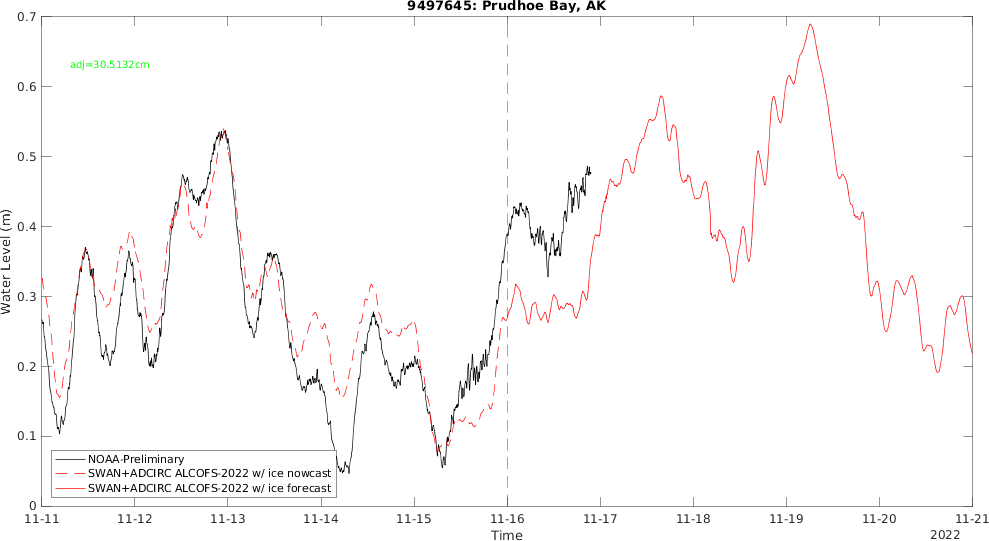 9497645: Prudhoe Bay, AK
adj=30.5132cm
Water Level (m)
0.7
0.6
0.5
0.4
0.3
0.2
0.1
0
NOAA-Preliminary
SWAN+ADCIRC ALCOFS-2022 w/ ice nowcast
SWAN+ADCIRC ALCOFS-2022 w/ ice forecast
11-11 11-12 11-13 11-14 11-15 11-16 11-17 11-18 11-19 11-20 11-21
Time
2022